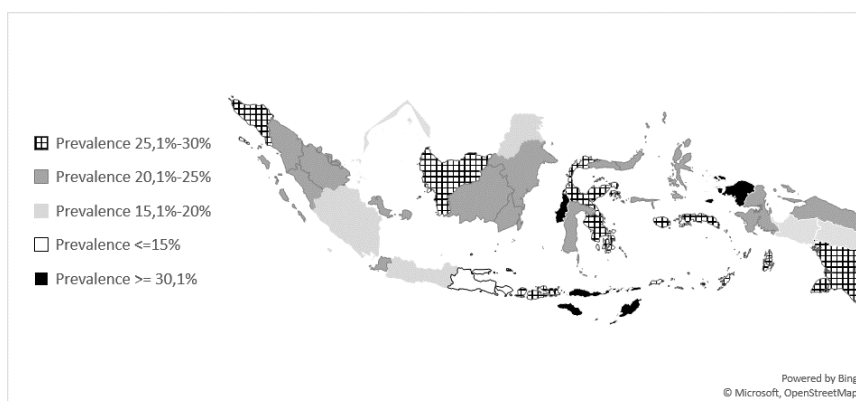 Prevalence 25,1%-30%
Prevalence 20,1%-25%
Prevalence 15,1%-20%
Prevalence <=15%
Prevalence >= 30,1%
Powered by Bing
© Microsoft, OpenStreetMap